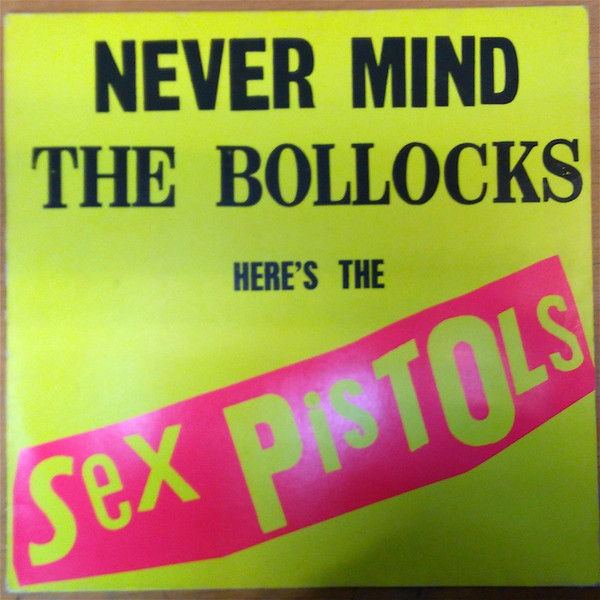 NEVER MIND
THE BOLLOCKS
HERE'S THE
Sex PisTOLS